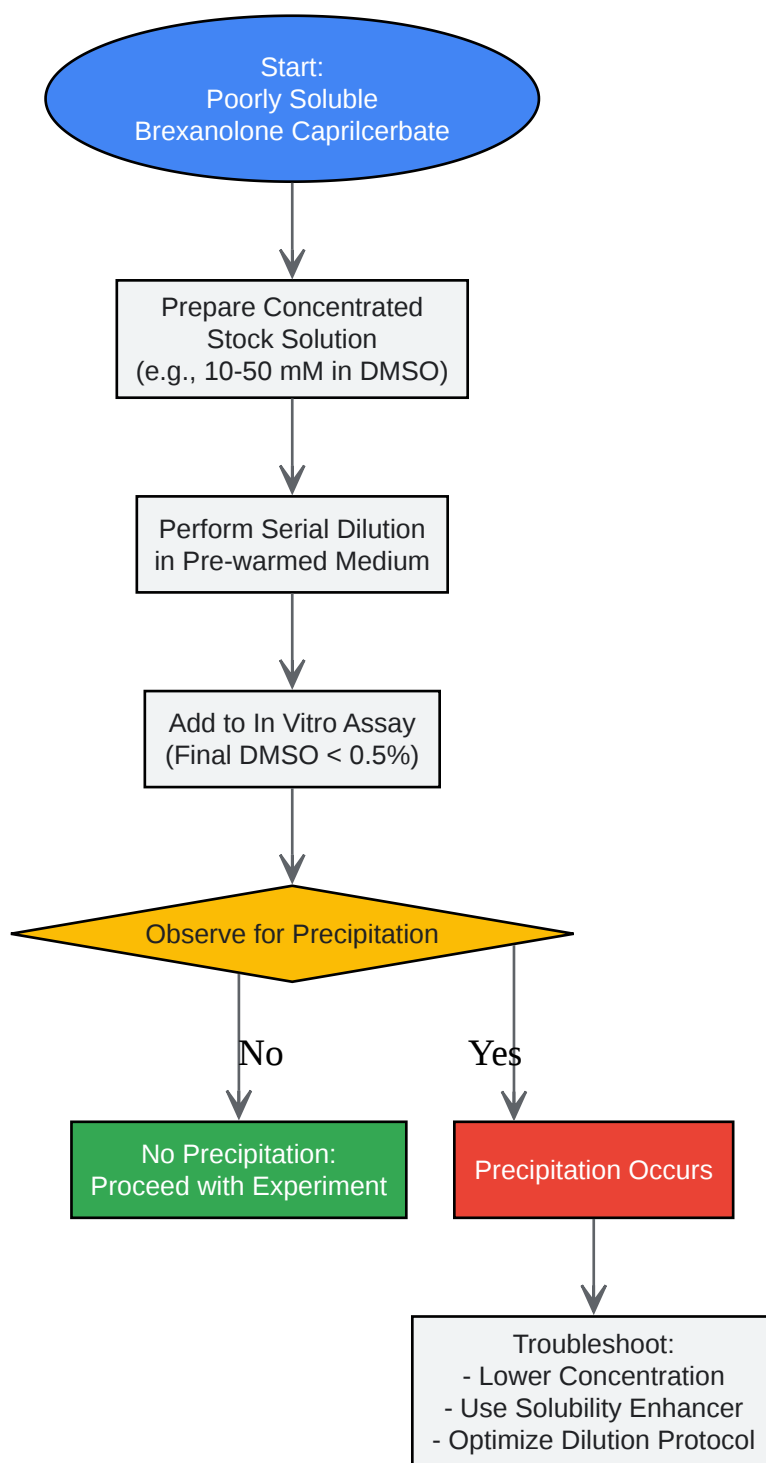 Start:
Poorly Soluble
Brexanolone Caprilcerbate
Prepare Concentrated
Stock Solution
(e.g., 10-50 mM in DMSO)
Perform Serial Dilution
in Pre-warmed Medium
Add to In Vitro Assay
(Final DMSO < 0.5%)
Observe for Precipitation
No
Yes
No Precipitation:
Proceed with Experiment
Precipitation Occurs
Troubleshoot:
- Lower Concentration
- Use Solubility Enhancer
- Optimize Dilution Protocol